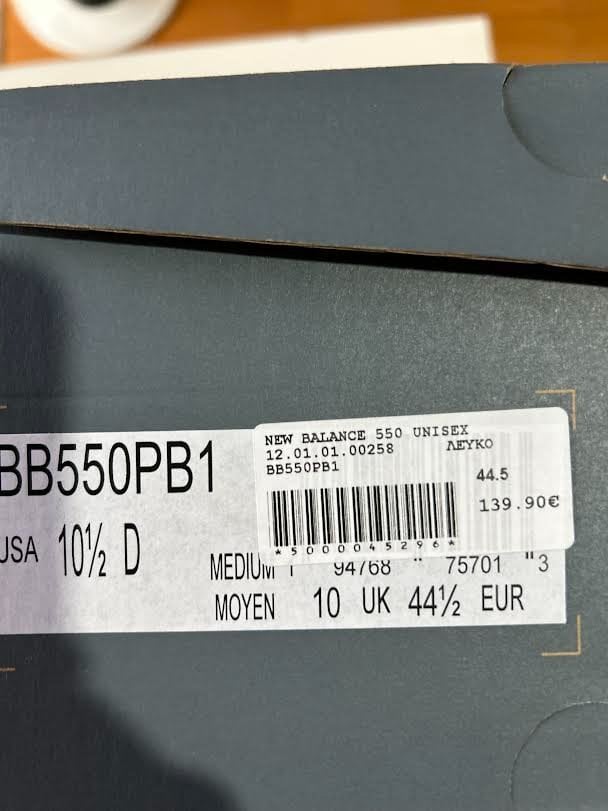 NEW BALANCE 550 UNISEX
12.01.01.00258 ΛΕΥΚΟ
BB550PB1
44.5
139.90€
*5000045296*
BB550PB1
USA 10½ D
MEDIUM 94768 75701 "3
MOYEN 10 UK 44½ EUR